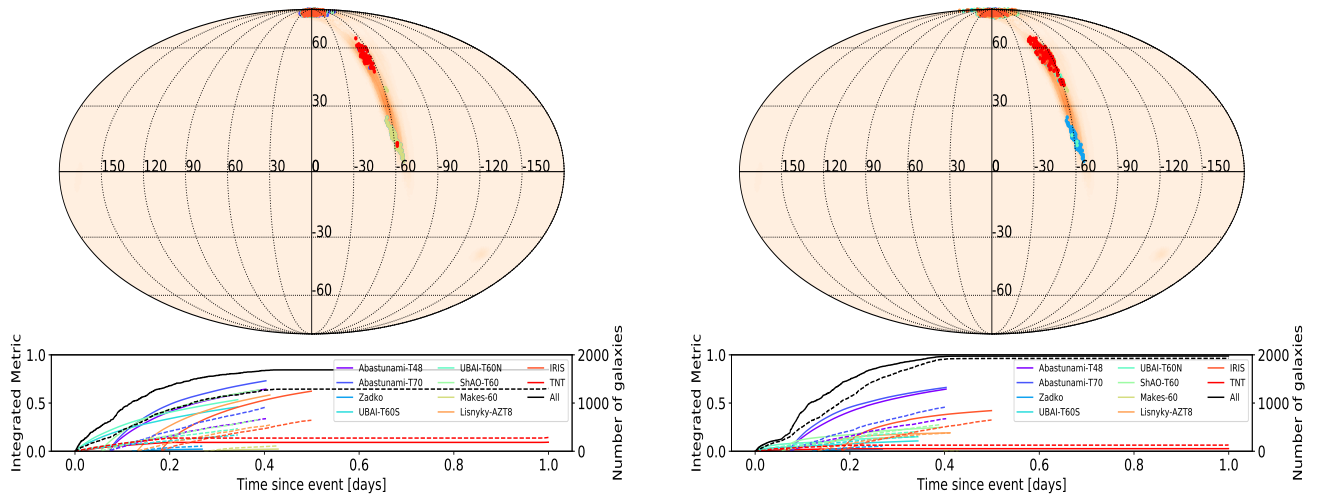 60
30
150 120 90 60 30 0 -30 -60 -90 -120 -150
-30
-60
Integrated Metric
1.0
0.5
0.0
0.0 0.2 0.4 0.6 0.8 1.0
Time since event [days]
2000
1000
0
Number of galaxies
Abastunami-T48
Abastunami-T70
Zadko
UBAI-T60S
UBAI-T60N
ShAO-T60
Makes-60
Lisnyky-AZT8
IRIS
TNT
All
60
30
150 120 90 60 30 0 -30 -60 -90 -120 -150
-30
-60
Integrated Metric
1.0
0.5
0.0
0.0 0.2 0.4 0.6 0.8 1.0
Time since event [days]
2000
1000
0
Number of galaxies
Abastunami-T48
Abastunami-T70
Zadko
UBAI-T60S
UBAI-T60N
ShAO-T60
Makes-60
Lisnyky-AZT8
IRIS
TNT
All